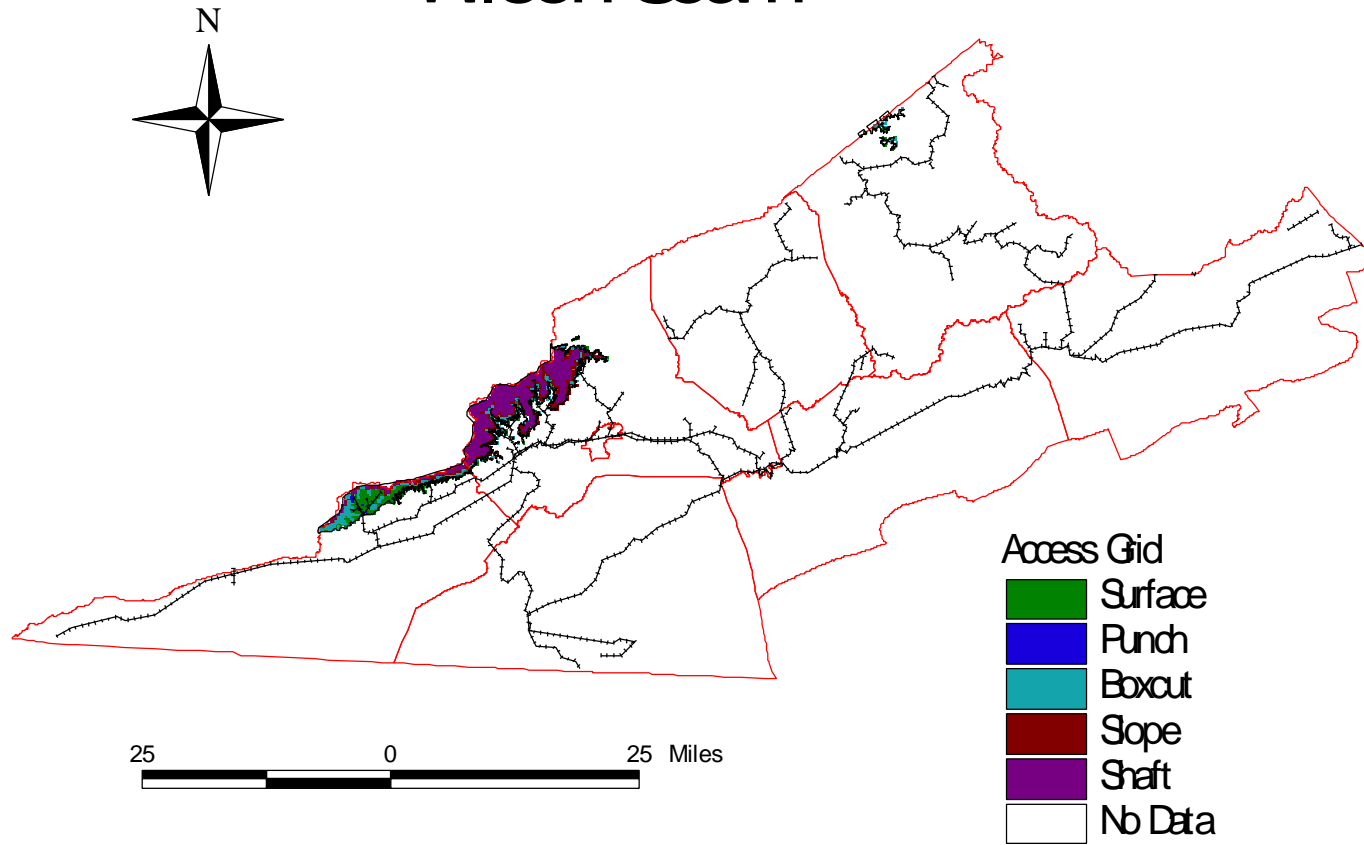 N
Access Grid
Surface
Punch
Boxcut
Slope
Shaft
No Data
25 0 25 Miles